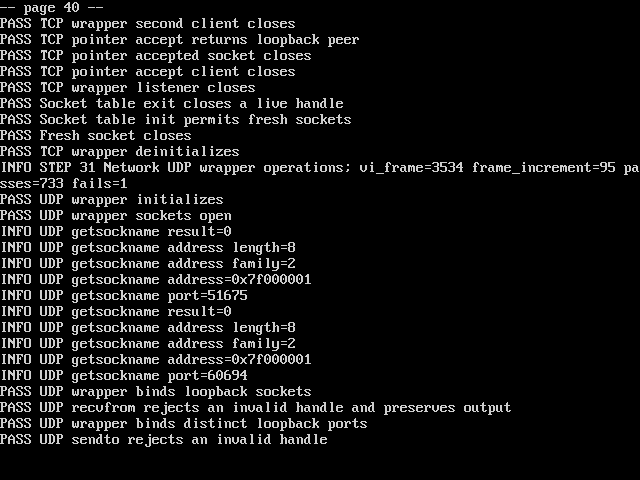 -- page 40 --
PASS TCP wrapper second client closes
PASS TCP pointer accept returns loopback peer
PASS TCP pointer accepted socket closes
PASS TCP pointer accept client closes
PASS TCP wrapper listener closes
PASS Socket table exit closes a live handle
PASS Socket table init permits fresh sockets
PASS Fresh socket closes
PASS TCP wrapper deinitializes
INFO STEP 31 Network UDP wrapper operations; vi_frame=3534 frame_increment=95 pa
sses=733 fails=1
PASS UDP wrapper initializes
PASS UDP wrapper sockets open
INFO UDP getsockname result=0
INFO UDP getsockname address length=8
INFO UDP getsockname address family=2
INFO UDP getsockname address=0x7f000001
INFO UDP getsockname port=51675
INFO UDP getsockname result=0
INFO UDP getsockname address length=8
INFO UDP getsockname address family=2
INFO UDP getsockname address=0x7f000001
INFO UDP getsockname port=60694
PASS UDP wrapper binds loopback sockets
PASS UDP recvfrom rejects an invalid handle and preserves output
PASS UDP wrapper binds distinct loopback ports
PASS UDP sendto rejects an invalid handle